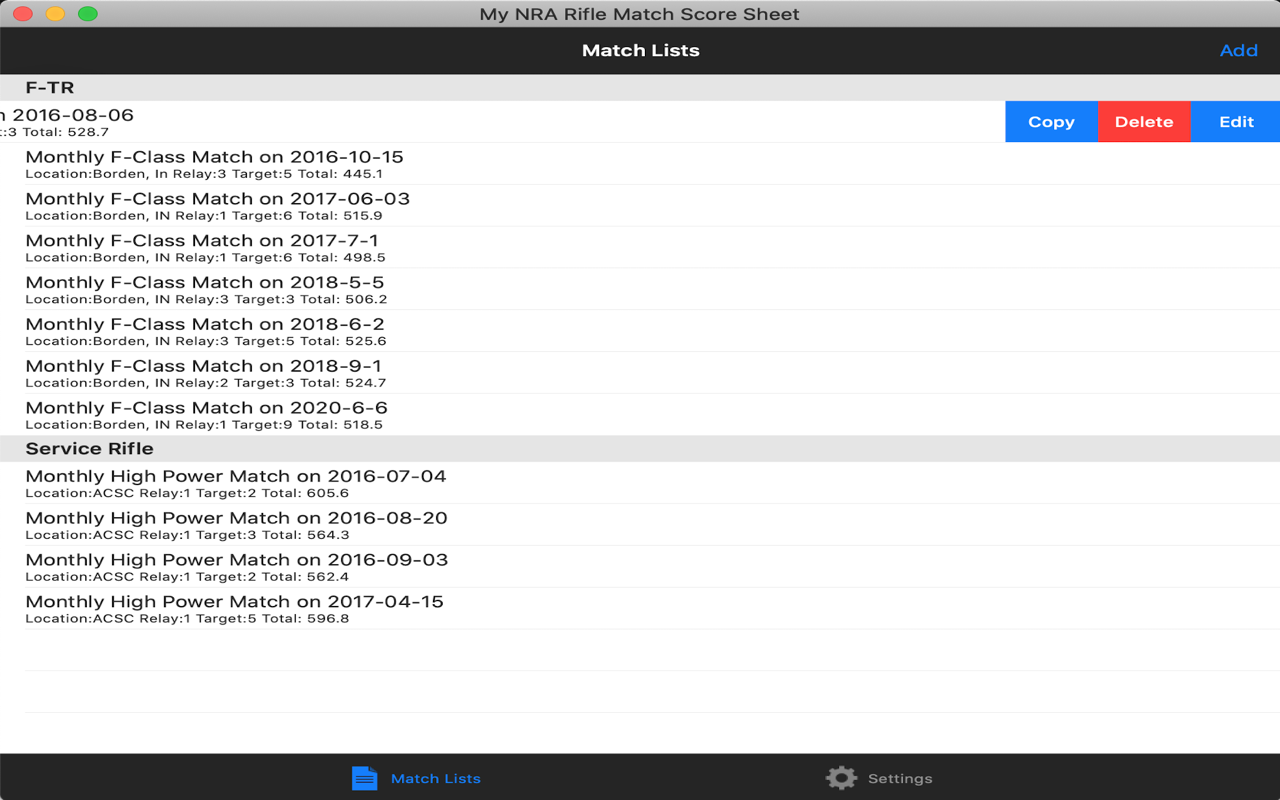 My NRA Rifle Match Score Sheet
Match Lists
Add
F-TR
2016-08-06
:3 Total: 528.7
Copy
Delete
Edit
Monthly F-Class Match on 2016-10-15
Location:Borden, In Relay:3 Target:5 Total: 445.1
Monthly F-Class Match on 2017-06-03
Location:Borden, IN Relay:1 Target:6 Total: 515.9
Monthly F-Class Match on 2017-7-1
Location:Borden, IN Relay:1 Target:6 Total: 498.5
Monthly F-Class Match on 2018-5-5
Location:Borden, IN Relay:3 Target:3 Total: 506.2
Monthly F-Class Match on 2018-6-2
Location:Borden, IN Relay:3 Target:5 Total: 525.6
Monthly F-Class Match on 2018-9-1
Location:Borden, IN Relay:2 Target:3 Total: 524.7
Monthly F-Class Match on 2020-6-6
Location:Borden, IN Relay:1 Target:9 Total: 518.5
Service Rifle
Monthly High Power Match on 2016-07-04
Location:ACSC Relay:1 Target:2 Total: 605.6
Monthly High Power Match on 2016-08-20
Location:ACSC Relay:1 Target:3 Total: 564.3
Monthly High Power Match on 2016-09-03
Location:ACSC Relay:1 Target:2 Total: 562.4
Monthly High Power Match on 2017-04-15
Location:ACSC Relay:1 Target:5 Total: 596.8
Match Lists
Settings